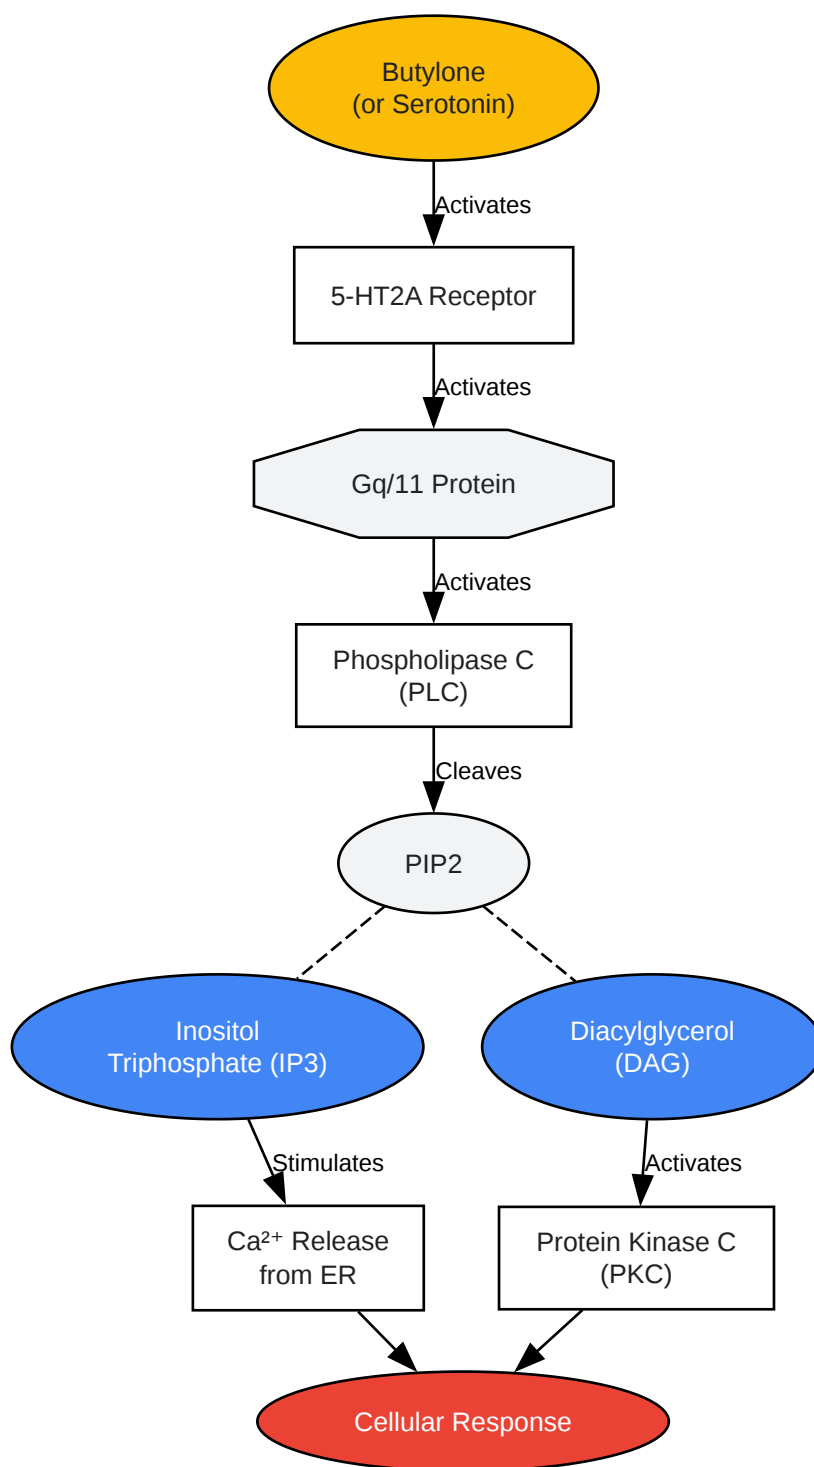 Butylone
(or Serotonin)
Activates
5-HT2A Receptor
Activates
Gq/11 Protein
Activates
Phospholipase C
(PLC)
Cleaves
PIP2
Inositol
Triphosphate (IP3)
Diacylglycerol
(DAG)
Stimulates
Activates
Ca²⁺ Release
from ER
Protein Kinase C
(PKC)
Cellular Response